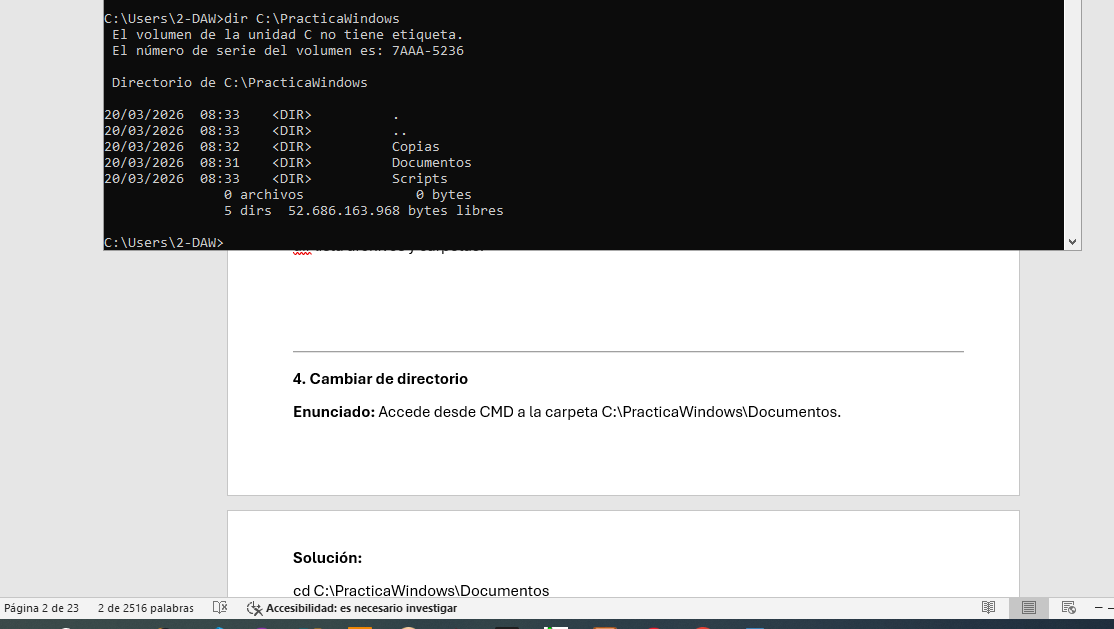 C:\Users\2-DAW>dir C:\PracticaWindows
El volumen de la unidad C no tiene etiqueta.
El número de serie del volumen es: 7AAA-5236
Directorio de C:\PracticaWindows
20/03/2026  08:33    <DIR>          .
20/03/2026  08:33    <DIR>          ..
20/03/2026  08:32    <DIR>          Copias
20/03/2026  08:31    <DIR>          Documentos
20/03/2026  08:33    <DIR>          Scripts
0 archivos              0 bytes
5 dirs  52.686.163.968 bytes libres
C:\Users\2-DAW>
4. Cambiar de directorio
Enunciado: Accede desde CMD a la carpeta C:\PracticaWindows\Documentos.
Solución:
cd C:\PracticaWindows\Documentos
Página 2 de 23 2 de 2516 palabras Accesibilidad: es necesario investigar